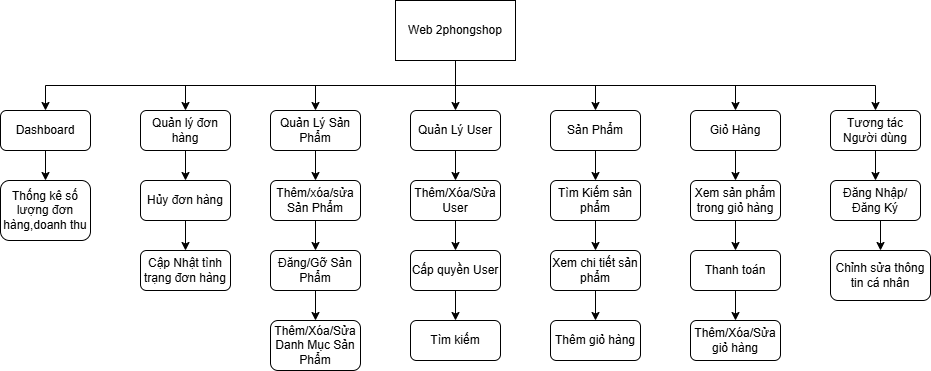 Web 2phongshop
Dashboard
Thống kê số
lượng đơn
hàng,doanh thu
Quản lý đơn
hàng
Hủy đơn hàng
Cập Nhật tình
trạng đơn hàng
Quản Lý Sản
Phẩm
Thêm/xóa/sửa
Sản Phẩm
Đăng/Gỡ Sản
Phẩm
Thêm/Xóa/Sửa
Danh Mục Sản
Phẩm
Quản Lý User
Thêm/Xóa/Sửa
User
Cấp quyền User
Tìm kiếm
Sản Phẩm
Tìm Kiếm sản
phẩm
Xem chi tiết sản
phẩm
Thêm giỏ hàng
Giỏ Hàng
Xem sản phẩm
trong giỏ hàng
Thanh toán
Thêm/Xóa/Sửa
giỏ hàng
Tương tác
Người dùng
Đăng Nhập/
Đăng Ký
Chỉnh sửa thông
tin cá nhân